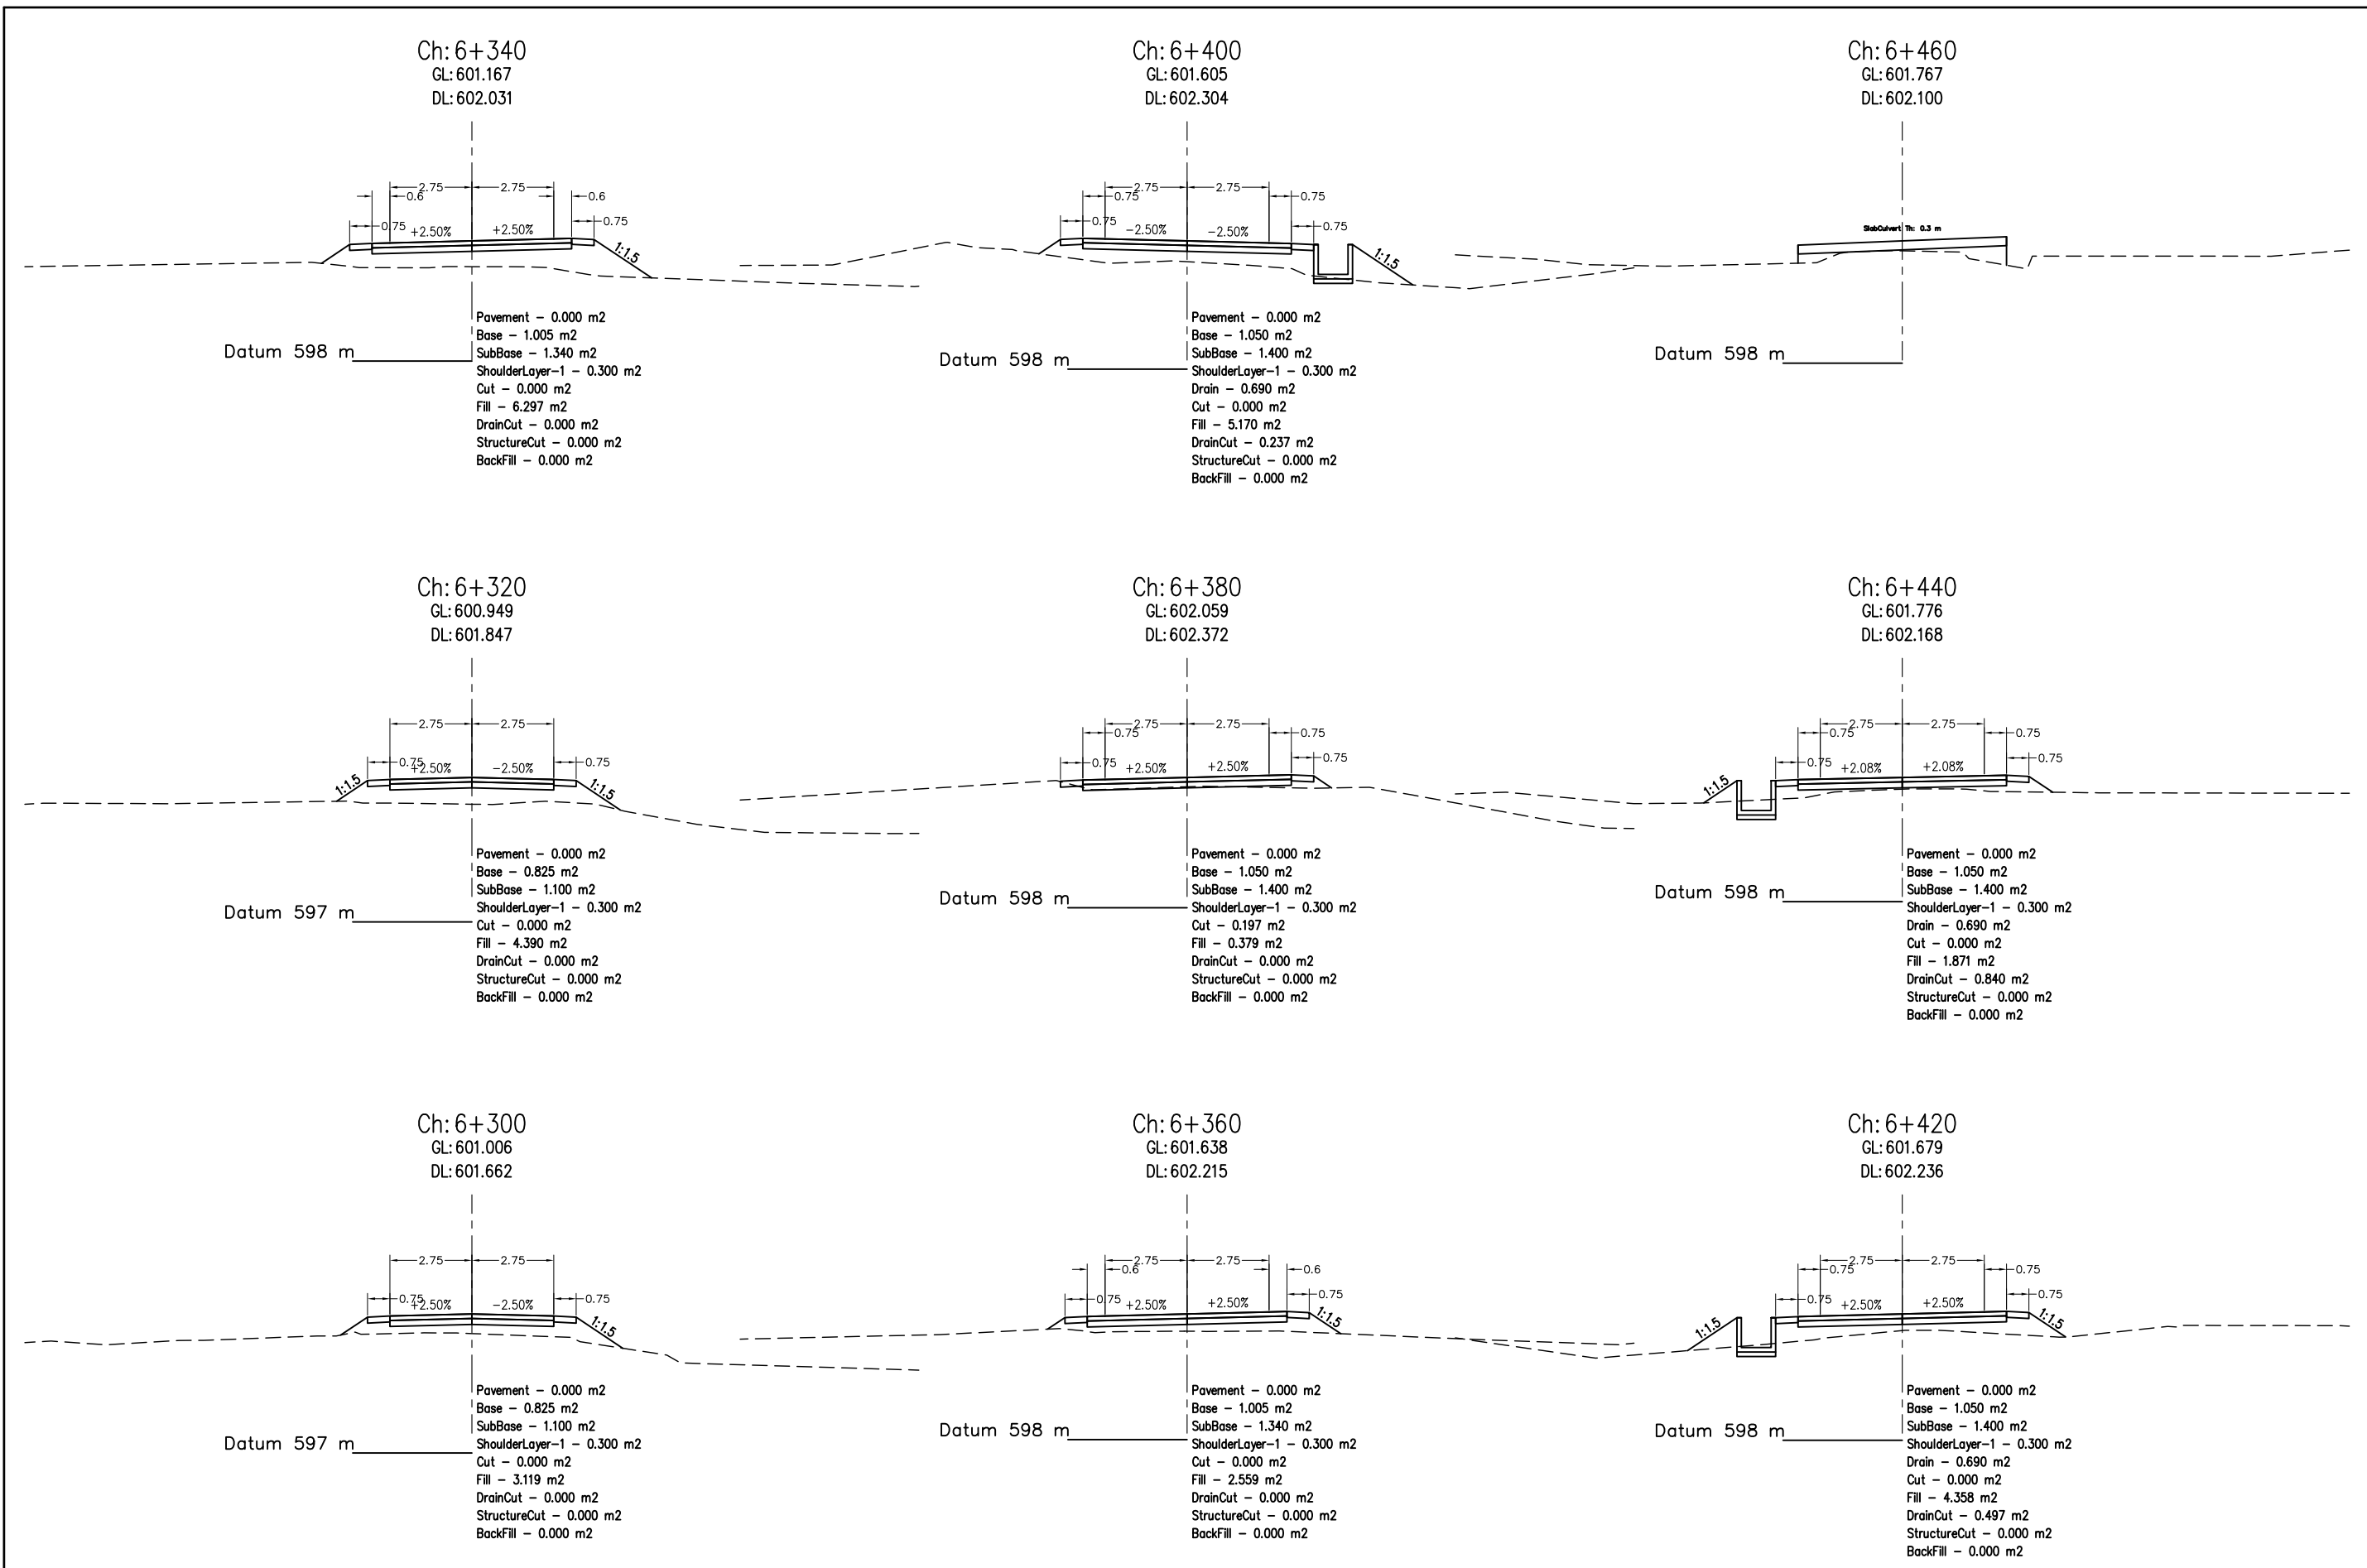 Ch: 6+340
GL: 601.167
DL: 602.031
2.75
2.75
0.6
0.6
0.75
0.75
+2.50%
+2.50%
1:1.5
Datum 598 m
Pavement - 0.000 m2
Base - 1.005 m2
SubBase - 1.340 m2
ShoulderLayer-1 - 0.300 m2
Cut - 0.000 m2
Fill - 6.297 m2
DrainCut - 0.000 m2
StructureCut - 0.000 m2
BackFill - 0.000 m2
Ch: 6+400
GL: 601.605
DL: 602.304
2.75
2.75
0.75
0.75
0.75
0.75
-2.50%
-2.50%
1:1.5
Datum 598 m
Pavement - 0.000 m2
Base - 1.050 m2
SubBase - 1.400 m2
ShoulderLayer-1 - 0.300 m2
Drain - 0.690 m2
Cut - 0.000 m2
Fill - 5.170 m2
DrainCut - 0.237 m2
StructureCut - 0.000 m2
BackFill - 0.000 m2
Ch: 6+460
GL: 601.767
DL: 602.100
SlabCulvert Th: 0.3 m
Datum 598 m
Ch: 6+320
GL: 600.949
DL: 601.847
2.75
2.75
0.75
0.75
+2.50%
-2.50%
1:1.5
1:1.5
Datum 597 m
Pavement - 0.000 m2
Base - 0.825 m2
SubBase - 1.100 m2
ShoulderLayer-1 - 0.300 m2
Cut - 0.000 m2
Fill - 4.390 m2
DrainCut - 0.000 m2
StructureCut - 0.000 m2
BackFill - 0.000 m2
Ch: 6+380
GL: 602.059
DL: 602.372
2.75
2.75
0.75
0.75
0.75
0.75
+2.50%
+2.50%
Datum 598 m
Pavement - 0.000 m2
Base - 1.050 m2
SubBase - 1.400 m2
ShoulderLayer-1 - 0.300 m2
Cut - 0.197 m2
Fill - 0.379 m2
DrainCut - 0.000 m2
StructureCut - 0.000 m2
BackFill - 0.000 m2
Ch: 6+440
GL: 601.776
DL: 602.168
2.75
2.75
0.75
0.75
0.75
0.75
+2.08%
+2.08%
1:1.5
Datum 598 m
Pavement - 0.000 m2
Base - 1.050 m2
SubBase - 1.400 m2
ShoulderLayer-1 - 0.300 m2
Drain - 0.690 m2
Cut - 0.000 m2
Fill - 1.871 m2
DrainCut - 0.840 m2
StructureCut - 0.000 m2
BackFill - 0.000 m2
Ch: 6+300
GL: 601.006
DL: 601.662
2.75
2.75
0.75
0.75
+2.50%
-2.50%
1:1.5
Datum 597 m
Pavement - 0.000 m2
Base - 0.825 m2
SubBase - 1.100 m2
ShoulderLayer-1 - 0.300 m2
Cut - 0.000 m2
Fill - 3.119 m2
DrainCut - 0.000 m2
StructureCut - 0.000 m2
BackFill - 0.000 m2
Ch: 6+360
GL: 601.638
DL: 602.215
2.75
2.75
0.6
0.6
0.75
0.75
+2.50%
+2.50%
1:1.5
Datum 598 m
Pavement - 0.000 m2
Base - 1.005 m2
SubBase - 1.340 m2
ShoulderLayer-1 - 0.300 m2
Cut - 0.000 m2
Fill - 2.559 m2
DrainCut - 0.000 m2
StructureCut - 0.000 m2
BackFill - 0.000 m2
Ch: 6+420
GL: 601.679
DL: 602.236
2.75
2.75
0.75
0.75
0.75
0.75
+2.50%
+2.50%
1:1.5
1:1.5
Datum 598 m
Pavement - 0.000 m2
Base - 1.050 m2
SubBase - 1.400 m2
ShoulderLayer-1 - 0.300 m2
Drain - 0.690 m2
Cut - 0.000 m2
Fill - 4.358 m2
DrainCut - 0.497 m2
StructureCut - 0.000 m2
BackFill - 0.000 m2